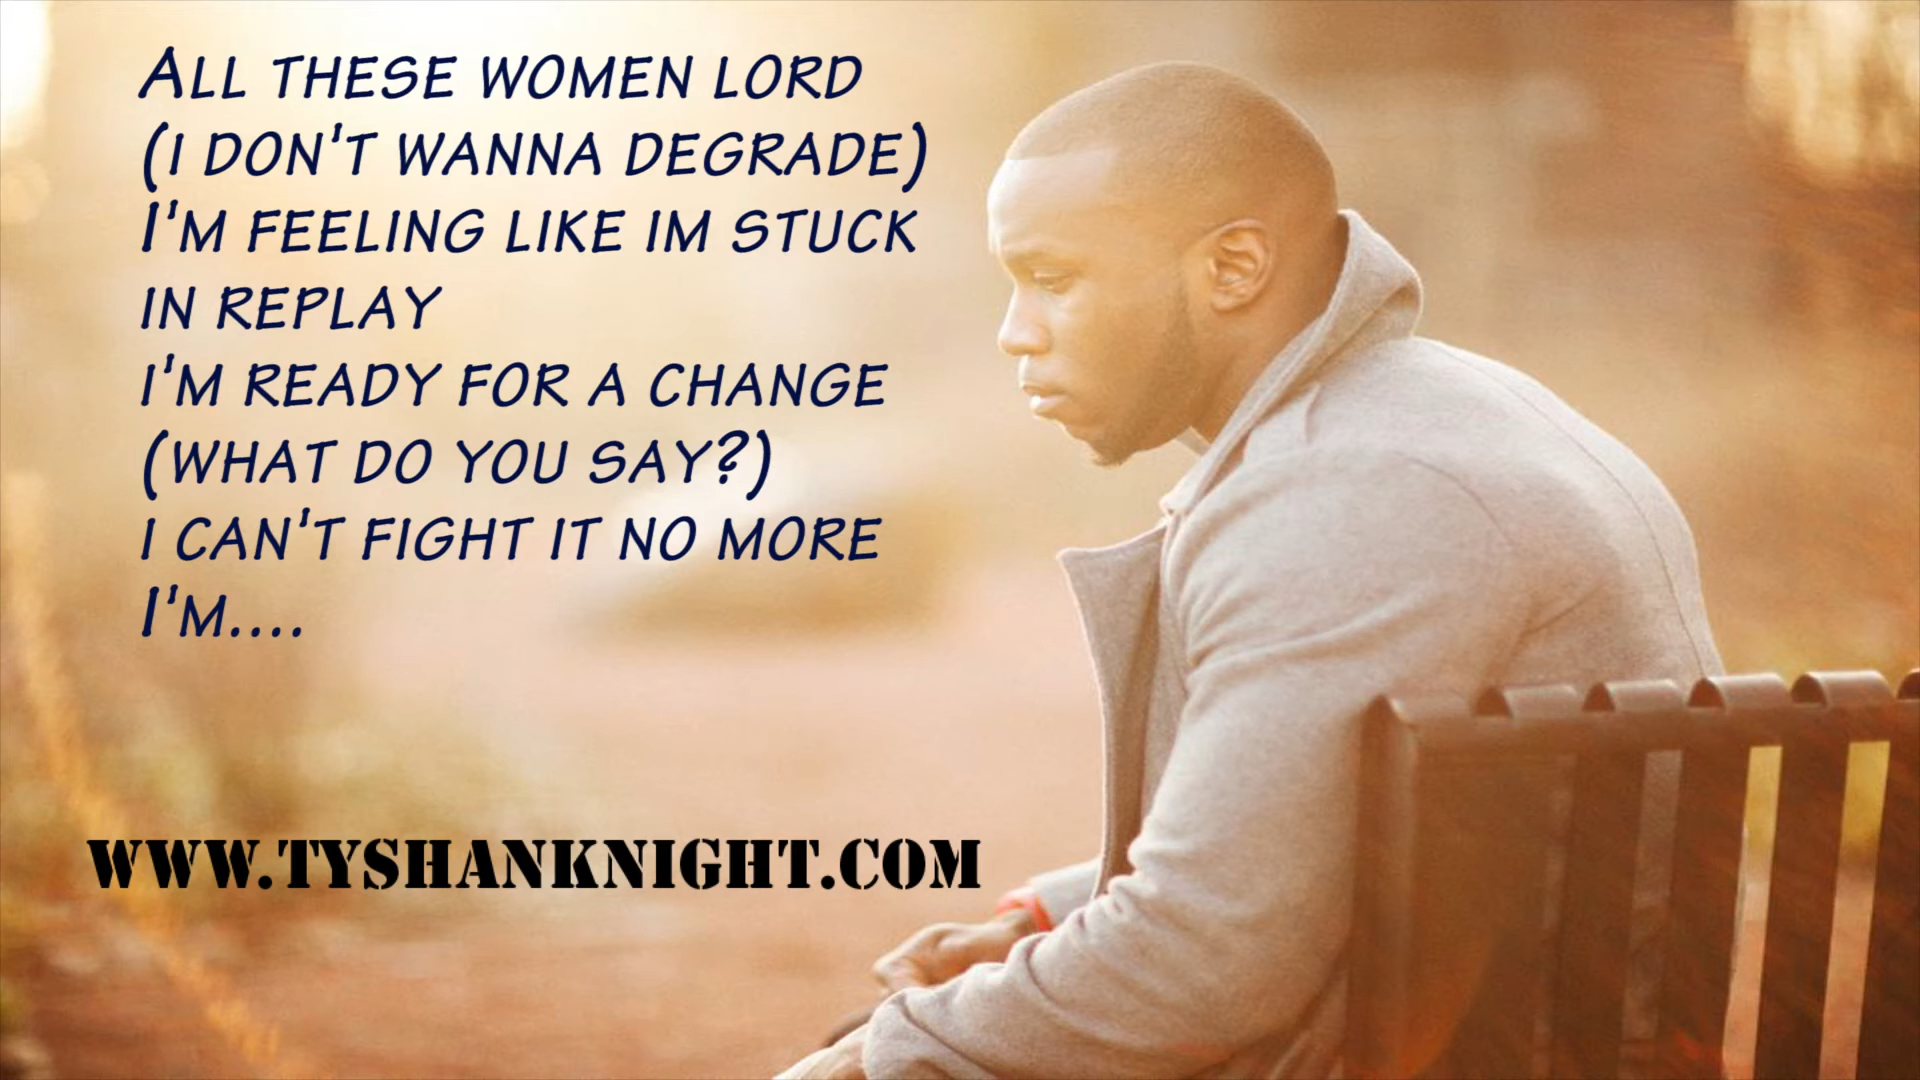 All these women lord
(i don't wanna degrade)
I'm feeling like im stuck
in replay
i'm ready for a change
(what do you say?)
i can't fight it no more
I'm....
WWW.TYSHANKNIGHT.COM